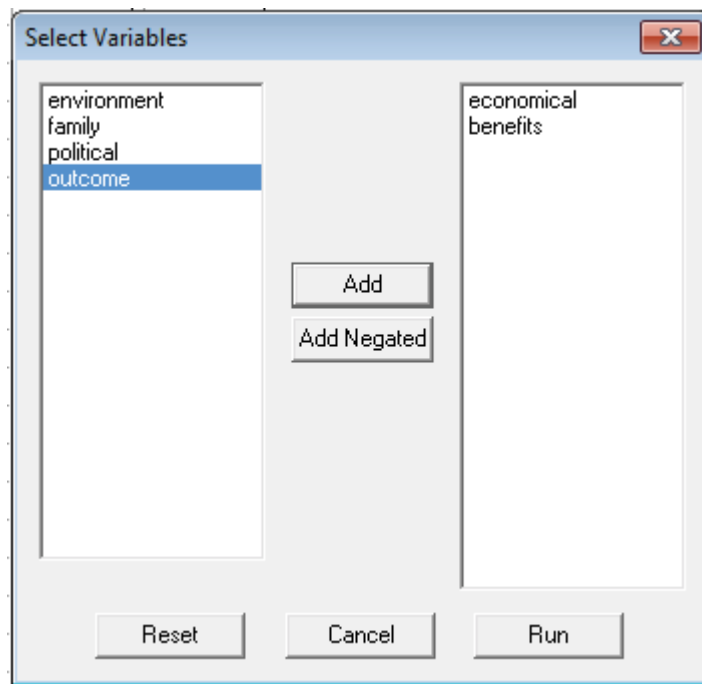 Select Variables
environment
family
political
outcome
economical
benefits
Add
Add Negated
Reset
Cancel
Run